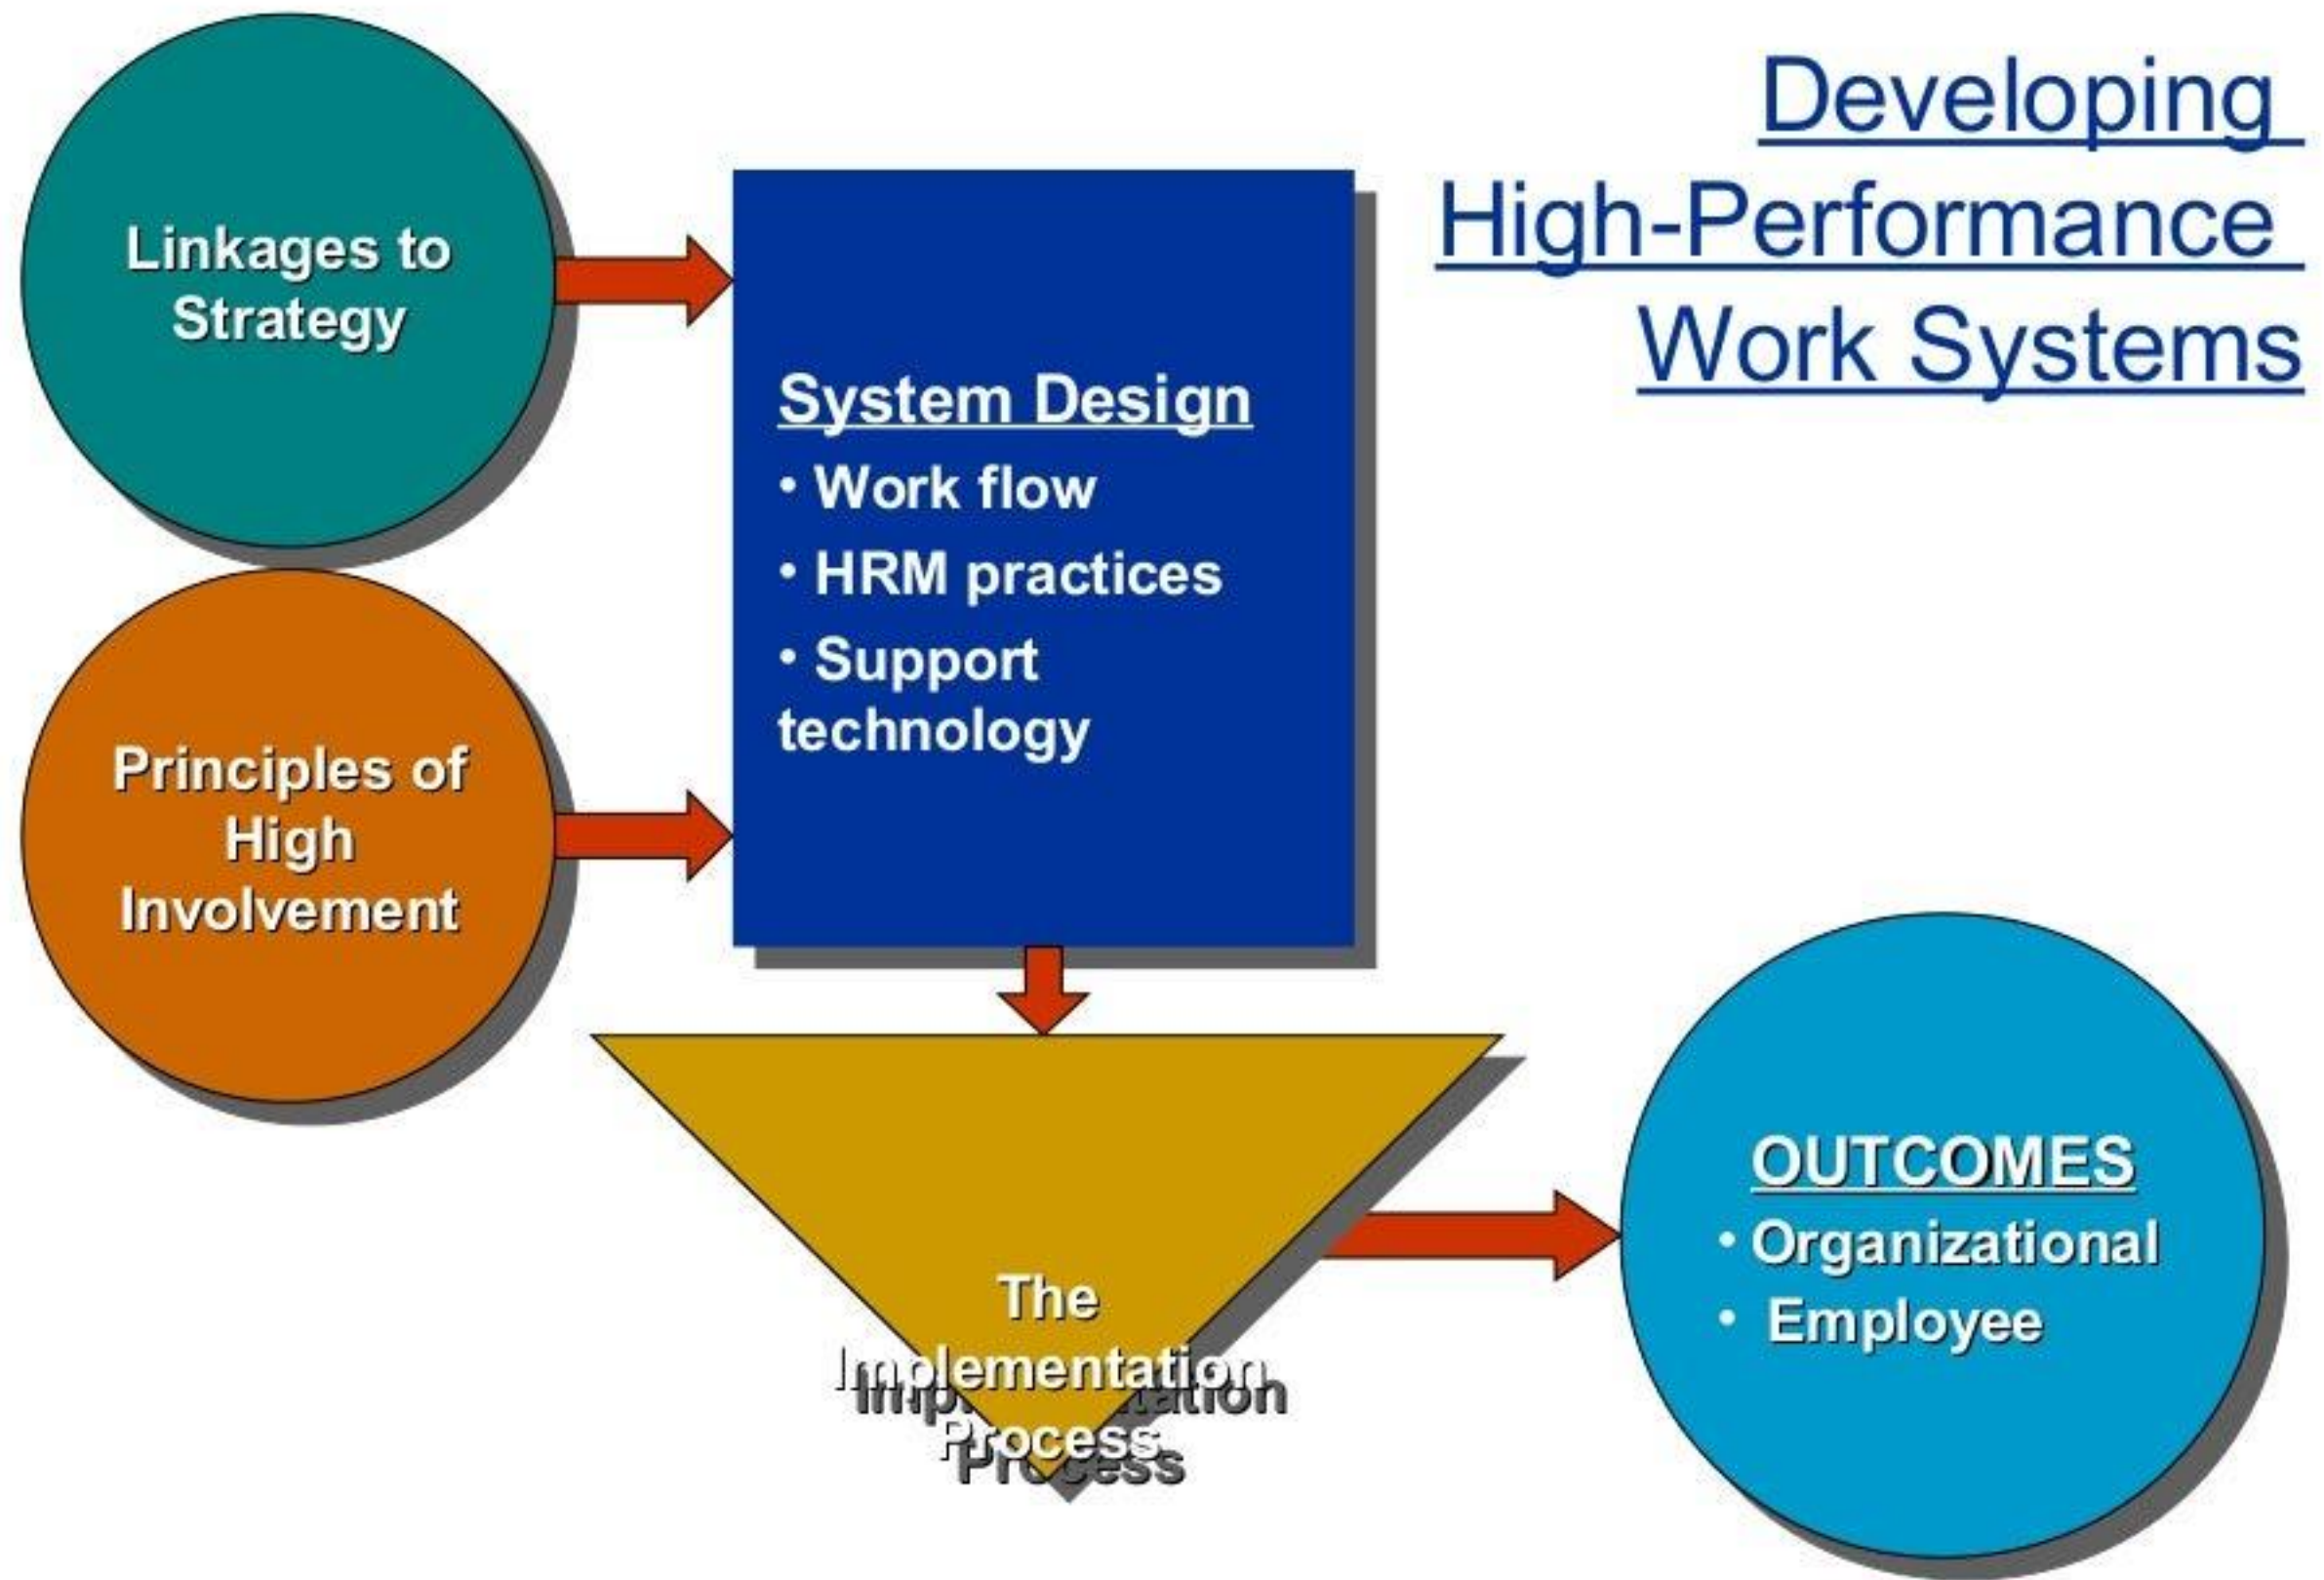 Developing
High-Performance
Work Systems
Linkages to
Strategy
Principles of
High
Involvement
System Design
• Work flow
• HRM practices
• Support
technology
The
Implementation
Process
OUTCOMES
• Organizational
• Employee